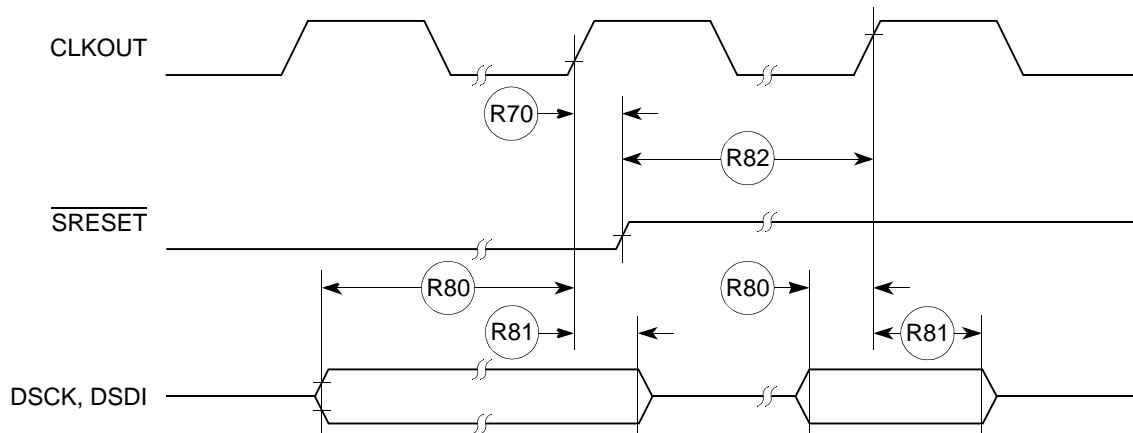 CLKOUT
R70
R82
SRESET
R80
R80
R81
R81
DSCK, DSDI